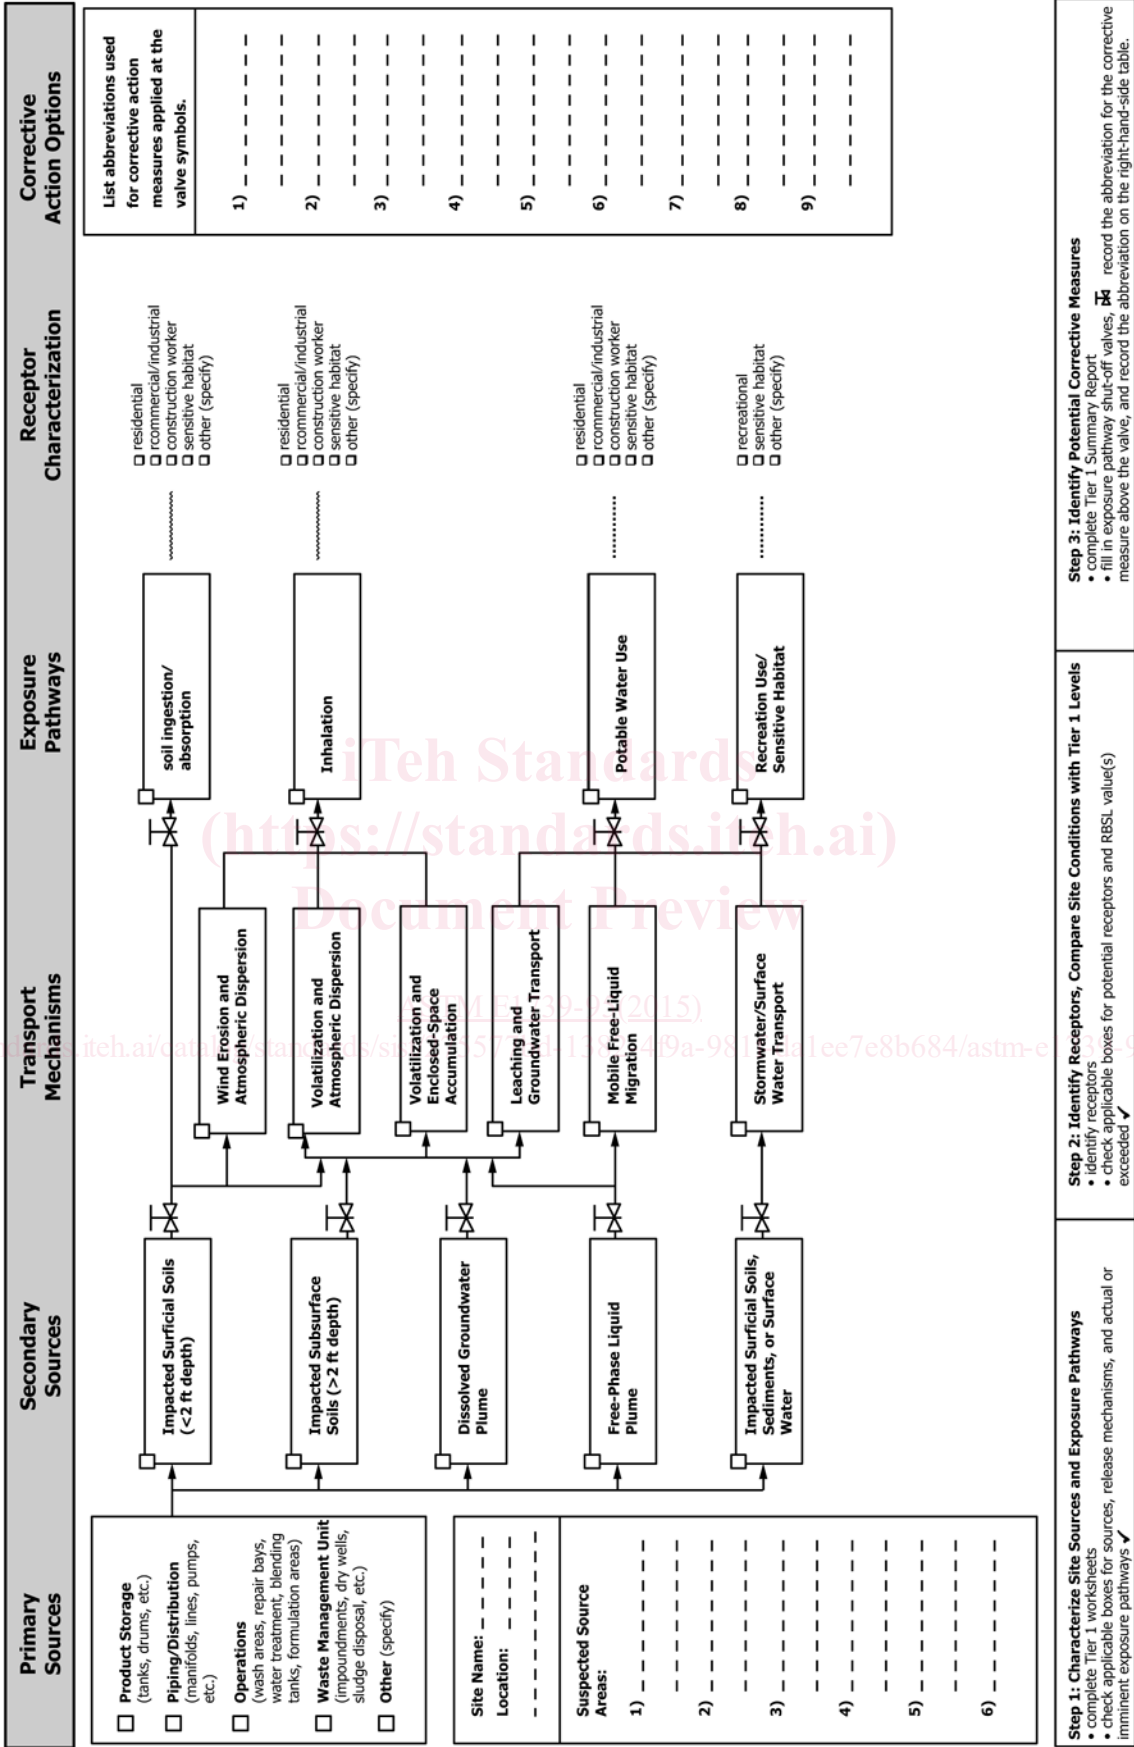 Primary
Sources
Secondary
Sources
Transport
Mechanisms
Exposure
Pathways
Receptor
Characterization
Corrective
Action Options
Product Storage
(tanks, drums, etc.)
Piping/Distribution
(manifolds, lines, pumps,
etc.)
Operations
(wash areas, repair bays,
water treatment, blending
tanks, formulation areas)
Waste Management Unit
(impoundments, dry wells,
sludge disposal, etc.)
Other (specify)
Site Name:
Location:
Suspected Source
Areas:
1)
2)
3)
4)
5)
6)
Impacted Surficial Soils
(<2 ft depth)
Impacted Subsurface
Soils (>2 ft depth)
Dissolved Groundwater
Plume
Free-Phase Liquid
Plume
Impacted Surficial Soils,
Sediments, or Surface
Water
Wind Erosion and
Atmospheric Dispersion
Volatilization and
Atmospheric Dispersion
Volatilization and
Enclosed-Space
Accumulation
Leaching and
Groundwater Transport
Mobile Free-Liquid
Migration
Stormwater/Surface
Water Transport
soil ingestion/
absorption
Inhalation
Potable Water Use
Recreation Use/
Sensitive Habitat
residential
rcommercial/industrial
construction worker
sensitive habitat
other (specify)
residential
rcommercial/industrial
construction worker
sensitive habitat
other (specify)
residential
rcommercial/industrial
construction worker
sensitive habitat
other (specify)
recreational
sensitive habitat
other (specify)
List abbreviations used
for corrective action
measures applied at the
valve symbols.
1)
2)
3)
4)
5)
6)
7)
8)
9)
Step 1: Characterize Site Sources and Exposure Pathways
• complete Tier 1 worksheets
• check applicable boxes for sources, release mechanisms, and actual or
imminent exposure pathways ✓
Step 2: Identify Receptors, Compare Site Conditions with Tier 1 Levels
• identify receptors
• check applicable boxes for potential receptors and RBSL value(s)
exceeded ✓
Step 3: Identify Potential Corrective Measures
• complete Tier 1 Summary Report
• fill in exposure pathway shut-off valves, record the abbreviation for the corrective
measure above the valve, and record the abbreviation on the right-hand-side table.
iTeh Standards
(https://standards.iteh.ai)
Document Preview